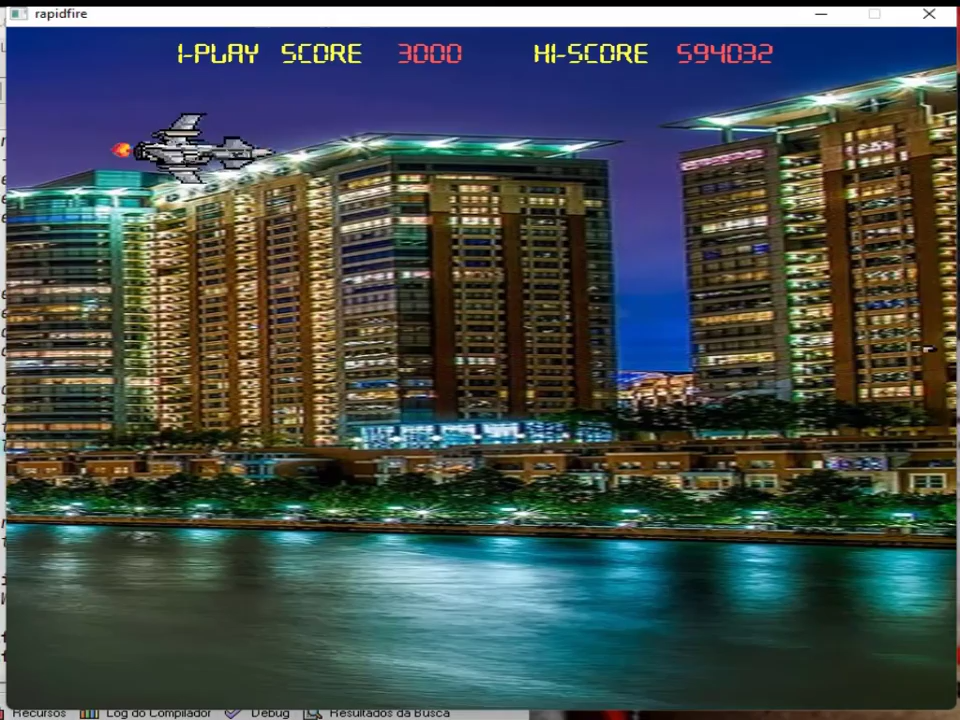 rapidfire
1-PLAY SCORE 3000 HI-SCORE 594032
Recursos Log do Compilador Debug Resultados da Busca